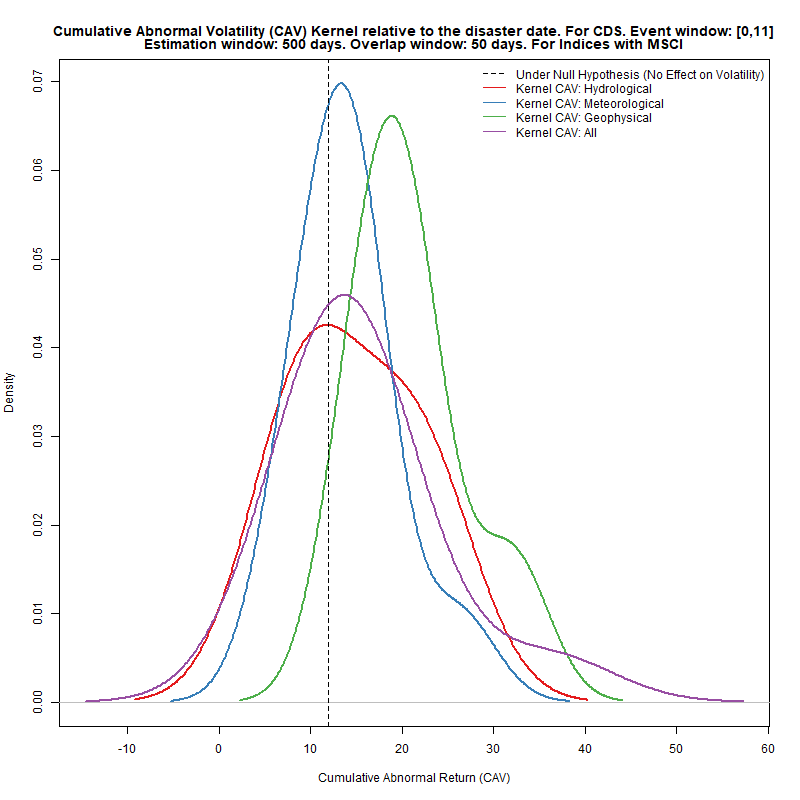 Cumulative Abnormal Volatility (CAV) Kernel relative to the disaster date. For CDS. Event window: [0,11]
Estimation window: 500 days. Overlap window: 50 days. For Indices with MSCI
Under Null Hypothesis (No Effect on Volatility)
Kernel CAV: Hydrological
Kernel CAV: Meteorological
Kernel CAV: Geophysical
Kernel CAV: All
Density
0.07
0.06
0.05
0.04
0.03
0.02
0.01
0.00
-10 0 10 20 30 40 50 60
Cumulative Abnormal Return (CAV)